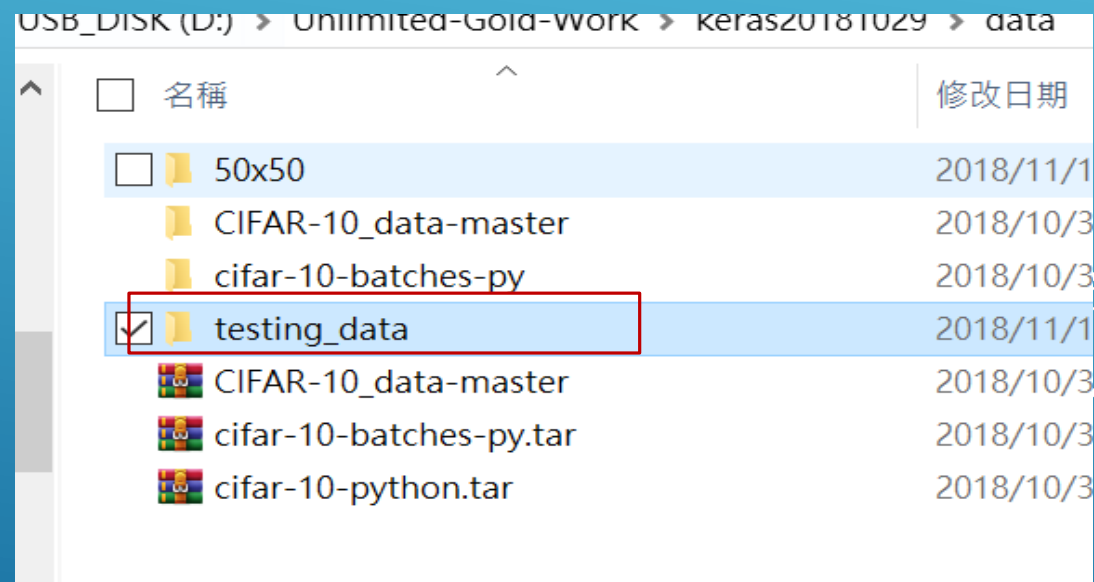 USB_DISK (D:) > Unlimited-Gold-Work > keras20181029 > data
名稱 修改日期
50x50 2018/11/1
CIFAR-10_data-master 2018/10/3
cifar-10-batches-py 2018/10/3
testing_data 2018/11/1
CIFAR-10_data-master 2018/10/3
cifar-10-batches-py.tar 2018/10/3
cifar-10-python.tar 2018/10/3